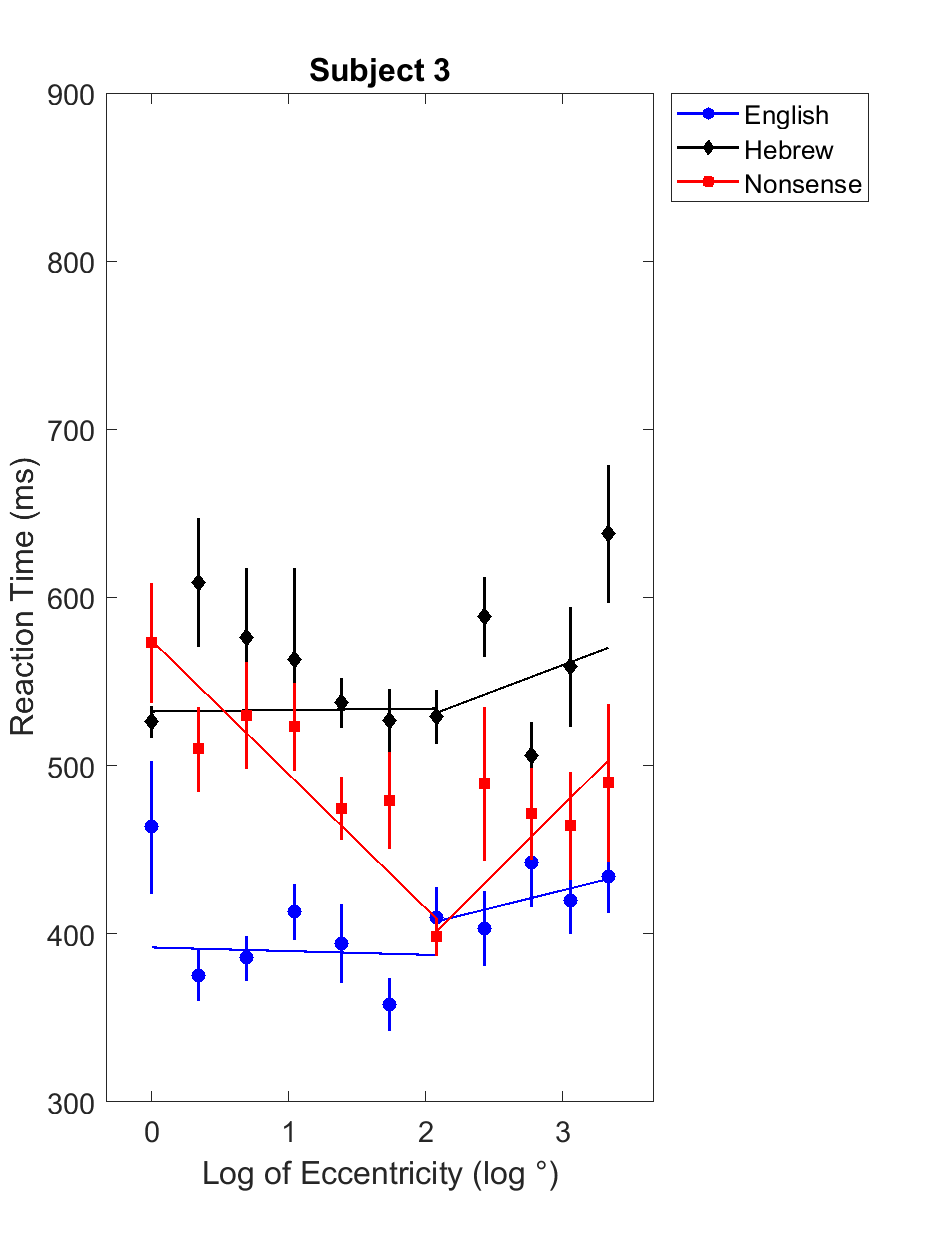 Subject 3
900
800
700
600
500
400
300
Reaction Time (ms)
0 1 2 3
Log of Eccentricity (log °)
English
Hebrew
Nonsense